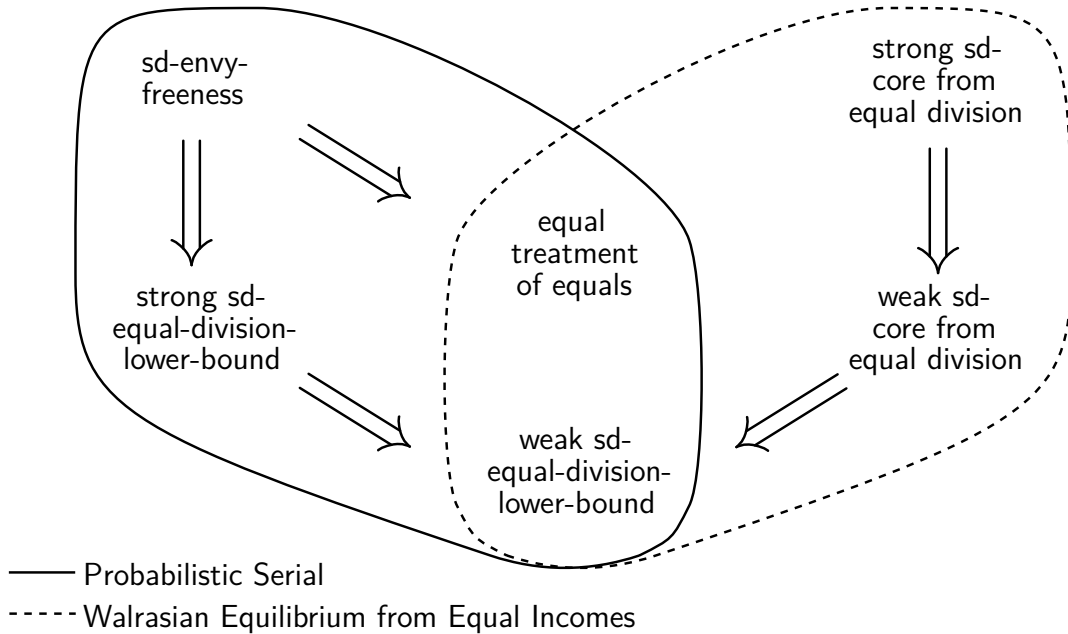 sd-envy-
freeness
strong sd-
core from
equal division
equal
treatment
of equals
strong sd-
equal-division-
lower-bound
weak sd-
core from
equal division
weak sd-
equal-division-
lower-bound
Probabilistic Serial
Walrasian Equilibrium from Equal Incomes